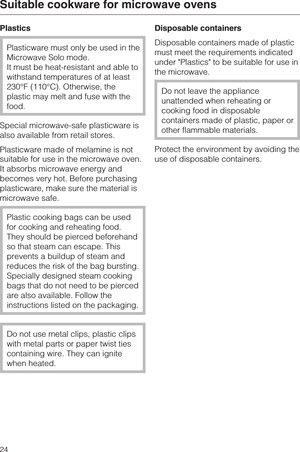 Suitable cookware for microwave ovens
Plastics
Plasticware must only be used in the
Microwave Solo mode.
It must be heat-resistant and able to
withstand temperatures of at least
230°F (110°C). Otherwise, the
plastic may melt and fuse with the
food.
Special microwave-safe plasticware is
also available from retail stores.
Plasticware made of melamine is not
suitable for use in the microwave oven.
It absorbs microwave energy and
becomes very hot. Before purchasing
plasticware, make sure the material is
microwave safe.
Plastic cooking bags can be used
for cooking and reheating food.
They should be pierced beforehand
so that steam can escape. This
prevents a buildup of steam and
reduces the risk of the bag bursting.
Specially designed steam cooking
bags that do not need to be pierced
are also available. Follow the
instructions listed on the packaging.
Do not use metal clips, plastic clips
with metal parts or paper twist ties
containing wire. They can ignite
when heated.
Disposable containers
Disposable containers made of plastic
must meet the requirements indicated
under "Plastics" to be suitable for use in
the microwave.
Do not leave the appliance
unattended when reheating or
cooking food in disposable
containers made of plastic, paper or
other flammable materials.
Protect the environment by avoiding the
use of disposable containers.
24